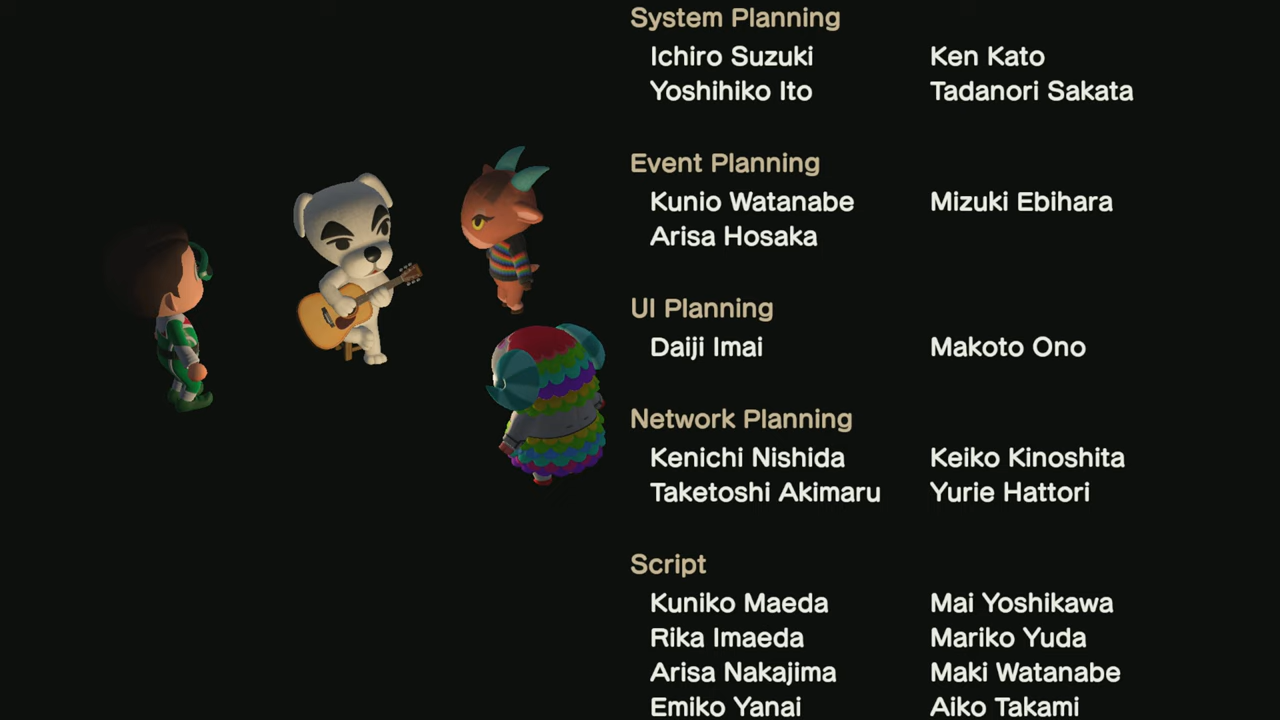 System Planning
Ichiro Suzuki Ken Kato
Yoshihiko Ito Tadanori Sakata
Event Planning
Kunio Watanabe Mizuki Ebihara
Arisa Hosaka
UI Planning
Daiji Imai Makoto Ono
Network Planning
Kenichi Nishida Keiko Kinoshita
Taketoshi Akimaru Yurie Hattori
Script
Kuniko Maeda Mai Yoshikawa
Rika Imaeda Mariko Yuda
Arisa Nakajima Maki Watanabe
Emiko Yanai Aiko Takami